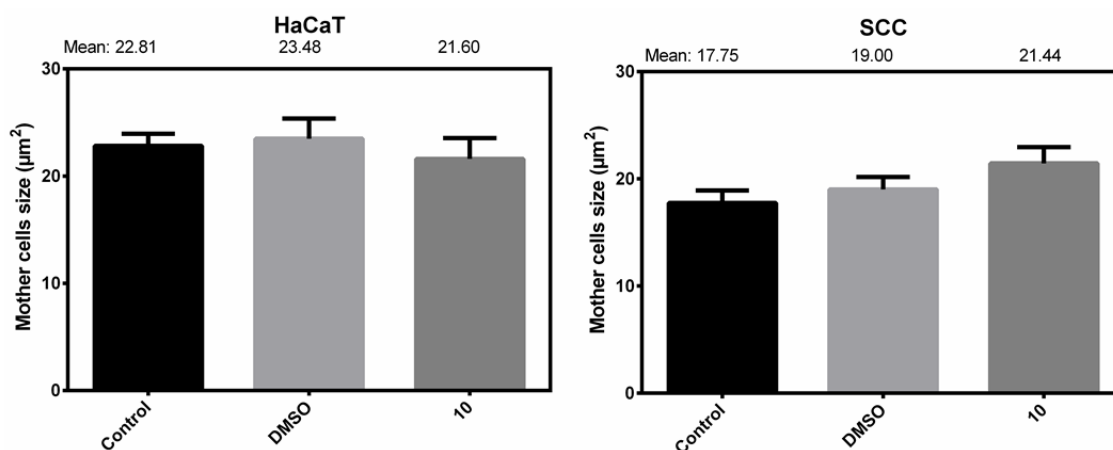 HaCaT
Mean: 22.81 23.48 21.60
30
20
10
0
Mother cells size (µm²)
Control DMSO 10
SCC
Mean: 17.75 19.00 21.44
30
20
10
0
Mother cells size (µm²)
Control DMSO 10